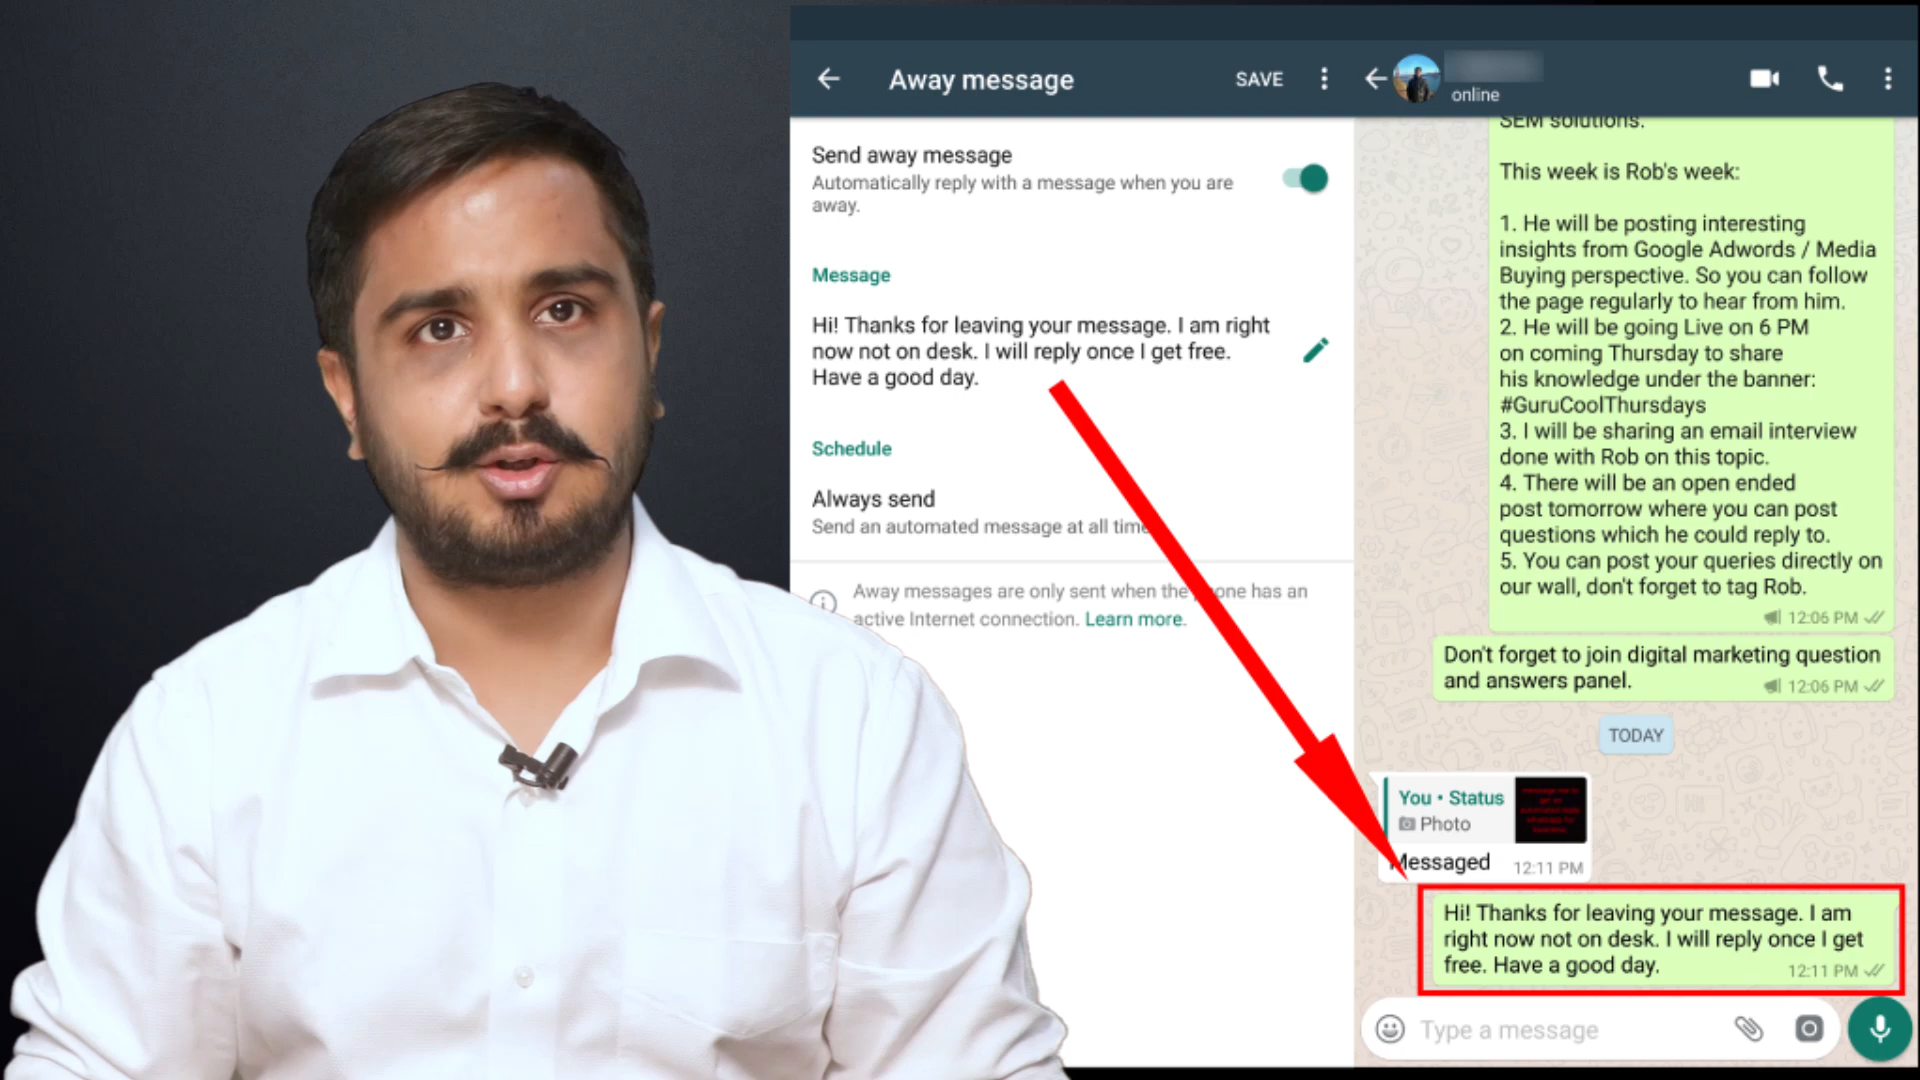 Away message
SAVE
Send away message
Automatically reply with a message when you are
away.
Message
Hi! Thanks for leaving your message. I am right
now not on desk. I will reply once I get free.
Have a good day.
Schedule
Always send
Send an automated message at all
Away messages are only sent when the phone has an
active Internet connection. Learn more.
online
SEM solutions.
This week is Rob's week:
1. He will be posting interesting
insights from Google Adwords / Media
Buying perspective. So you can follow
the page regularly to hear from him.
2. He will be going Live on 6 PM
on coming Thursday to share
his knowledge under the banner:
#GuruCoolThursdays
3. I will be sharing an email interview
done with Rob on this topic.
4. There will be an open ended
post tomorrow where you can post
questions which he could reply to.
5. You can post your queries directly on
our wall, don't forget to tag Rob.
12:06 PM
Don't forget to join digital marketing question
and answers panel.
12:06 PM
TODAY
You • Status
Photo
Messaged
12:11 PM
Hi! Thanks for leaving your message. I am
right now not on desk. I will reply once I get
free. Have a good day.
12:11 PM
Type a message